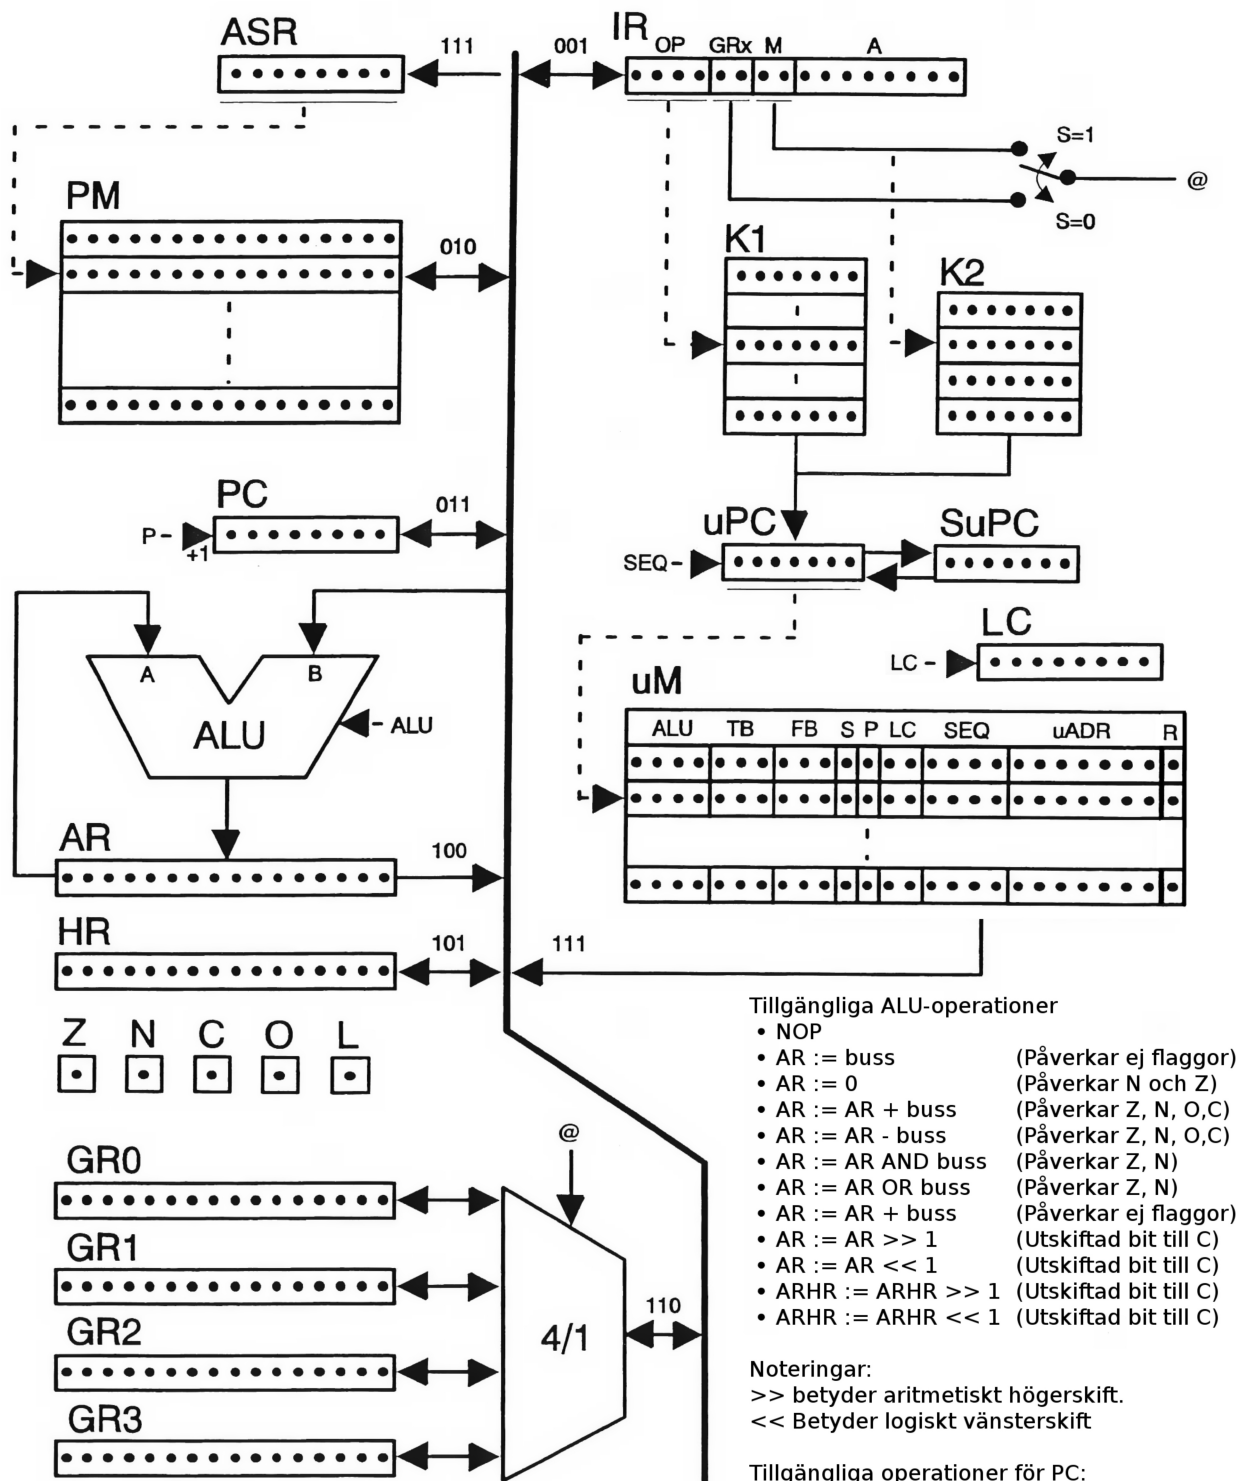 ASR
111
001
IR
OP GRx M A
S=1
@
S=0
PM
010
K1
K2
PC
011
P
+1
uPC
SuPC
SEQ
LC
LC
A
B
ALU
ALU
uM
ALU TB FB S P LC SEQ uADR R
AR
100
HR
101
111
Z N C O L
Tillgängliga ALU-operationer
• NOP
• AR := buss (Påverkar ej flaggor)
• AR := 0 (Påverkar N och Z)
• AR := AR + buss (Påverkar Z, N, O,C)
• AR := AR - buss (Påverkar Z, N, O,C)
• AR := AR AND buss (Påverkar Z, N)
• AR := AR OR buss (Påverkar Z, N)
• AR := AR + buss (Påverkar ej flaggor)
• AR := AR >> 1 (Utskiftad bit till C)
• AR := AR << 1 (Utskiftad bit till C)
• ARHR := ARHR >> 1 (Utskiftad bit till C)
• ARHR := ARHR << 1 (Utskiftad bit till C)
@
GR0
GR1
GR2
GR3
4/1
110
Noteringar:
>> betyder aritmetiskt högerskift.
<< Betyder logiskt vänsterskift
Tillgängliga operationer för PC: